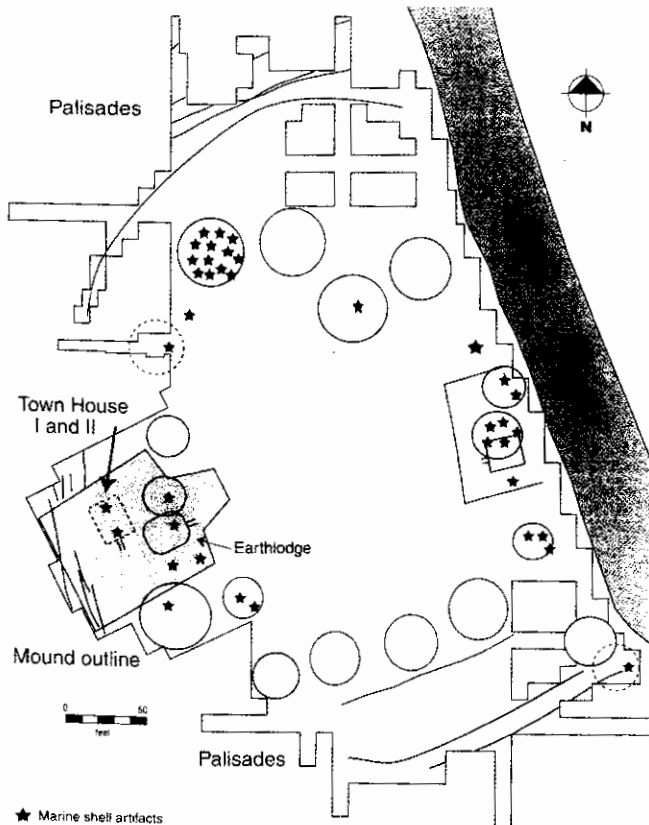 Palisades
N
Town House
I and II
Earthlodge
Mound outline
0 50
feet
Palisades
Marine shell artifacts